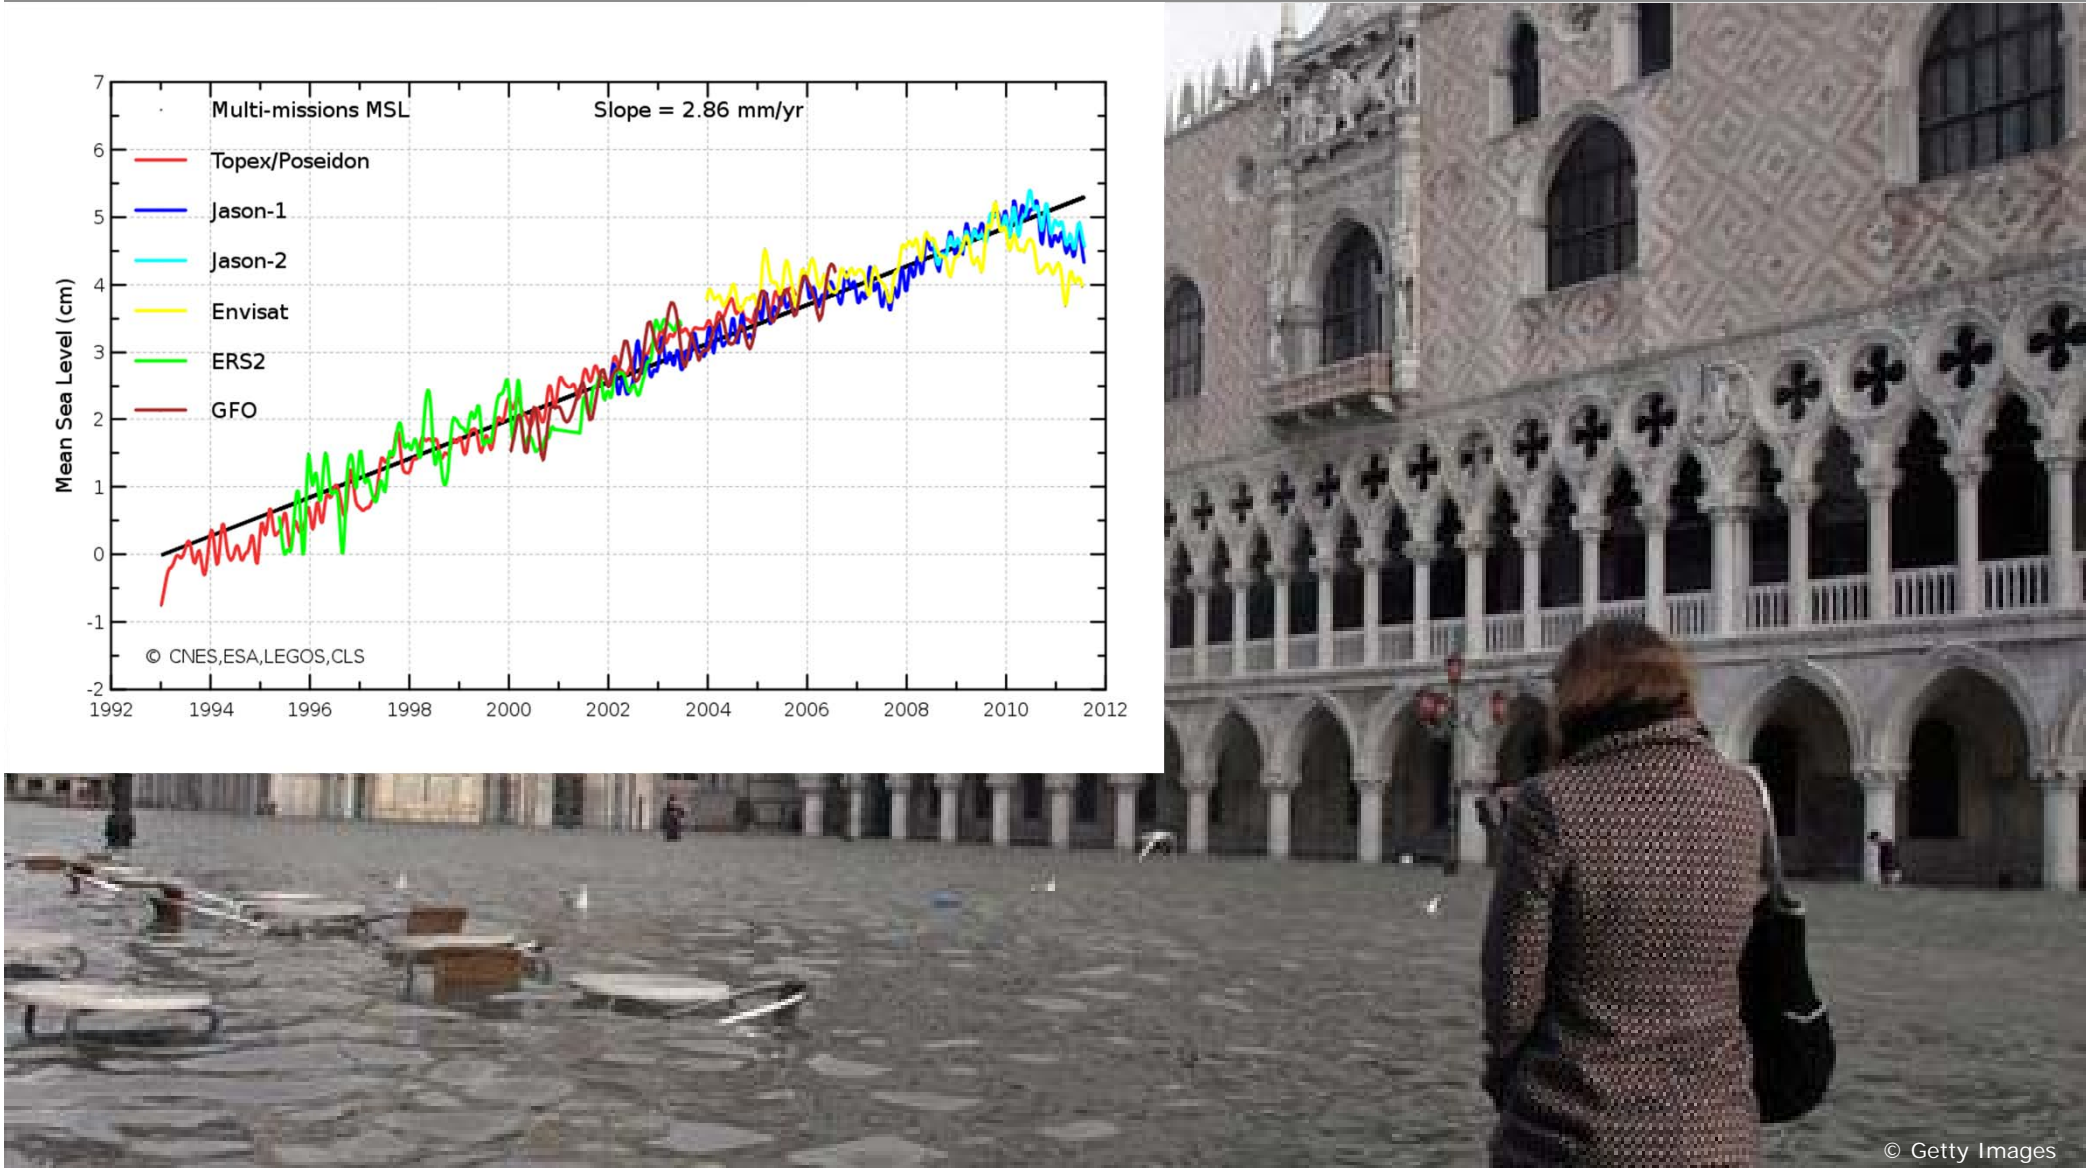 7
Multi-missions MSL Slope = 2.86 mm/yr
6
Topex/Poseidon
5
Jason-1
Jason-2
4
Envisat
3
ERS2
2
GFO
1
0
-1
© CNES,ESA,LEGOS,CLS
-2
Mean Sea Level (cm)
1992 1994 1996 1998 2000 2002 2004 2006 2008 2010 2012
© Getty Images